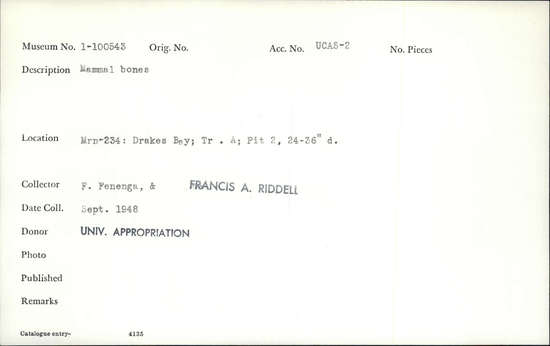 Museum No. 1-100543 Orig. No. Acc. No. UCAS-2 No. Pieces
Description Mammal bones
Location Mrn-234: Drakes Bay; Tr . A; Pit 2, 24-36" d.
Collector F. Fenenga, & FRANCIS A. RIDDELL
Date Coll. Sept. 1948
Donor UNIV. APPROPRIATION
Photo
Published
Remarks
Catalogue entry- 4135